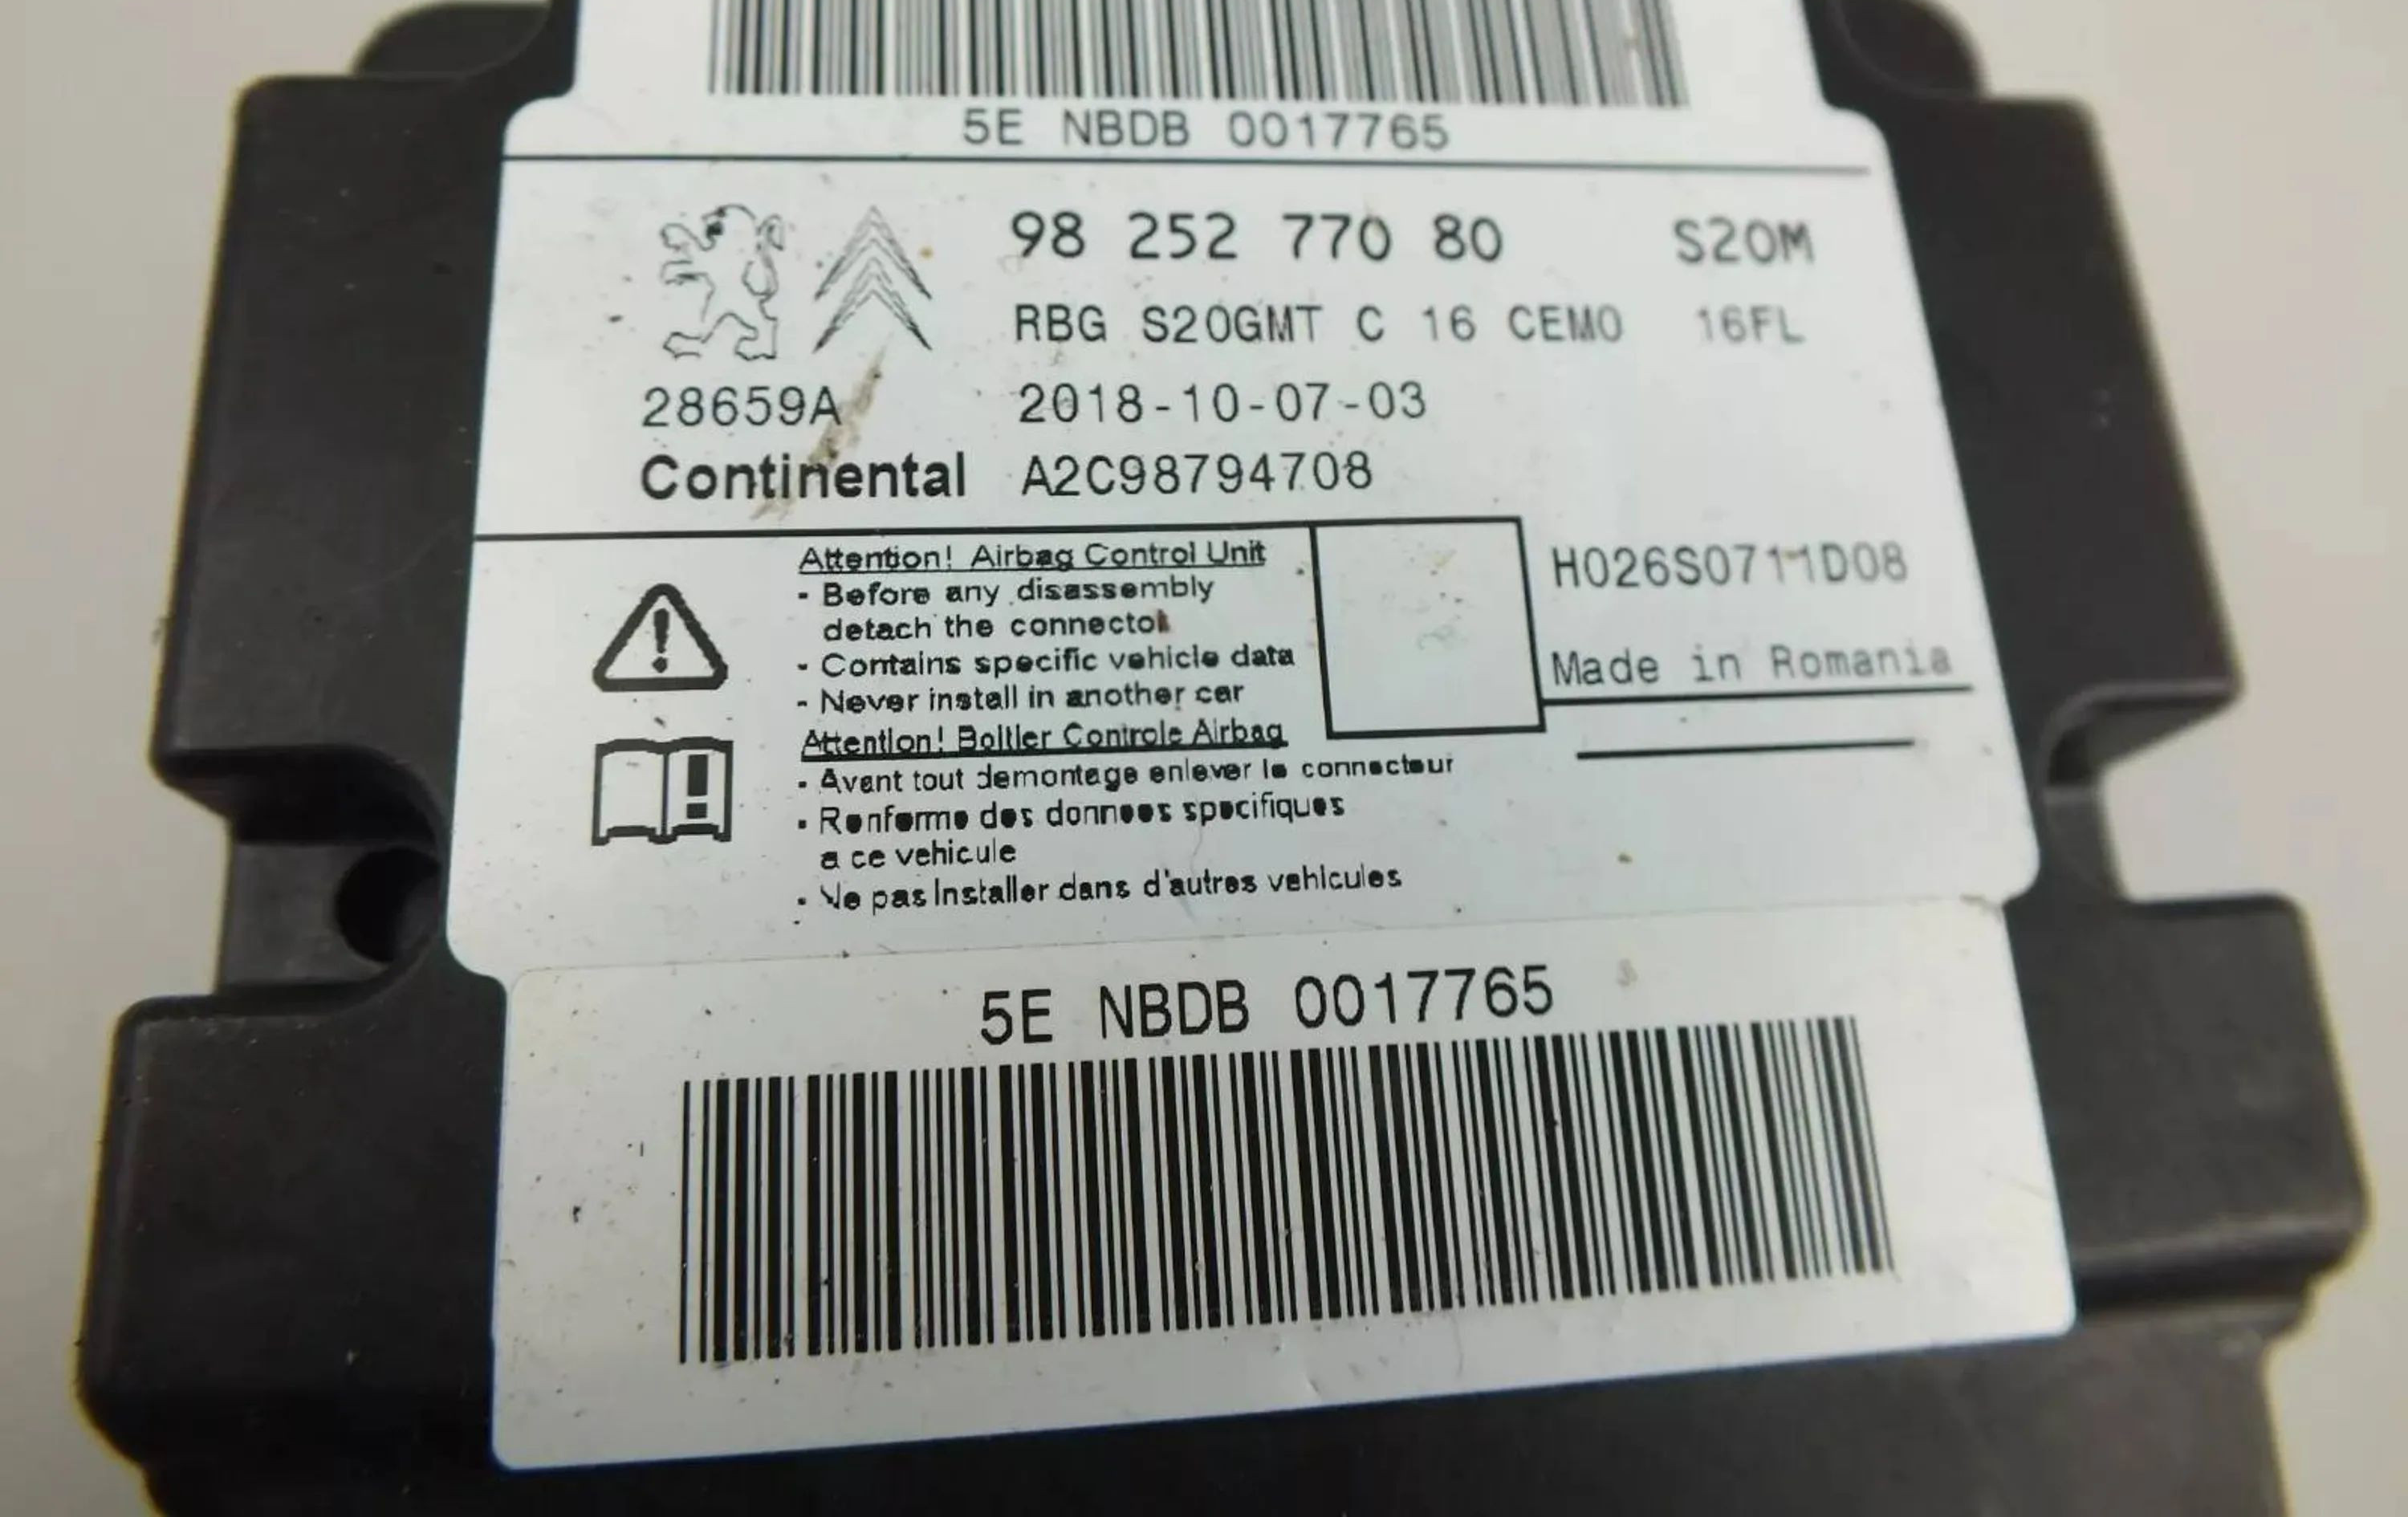 5E NBDB 0017765
98 252 770 80 S20M
RBG S20GMT C 16 CEM0 16FL
28659A 2018-10-07-03
Continental A2C98794708
Attention! Airbag Control Unit
- Before any disassembly
detach the connector
- Contains specific vehicle data
- Never install in another car
H026S0711D08
Made in Romania
Attention! Boitier Controle Airbag
- Avant tout demontage enlever le connecteur
- Renferme des donnees specifiques
a ce vehicule
- Ne pas installer dans d'autres vehicules
5E NBDB 0017765